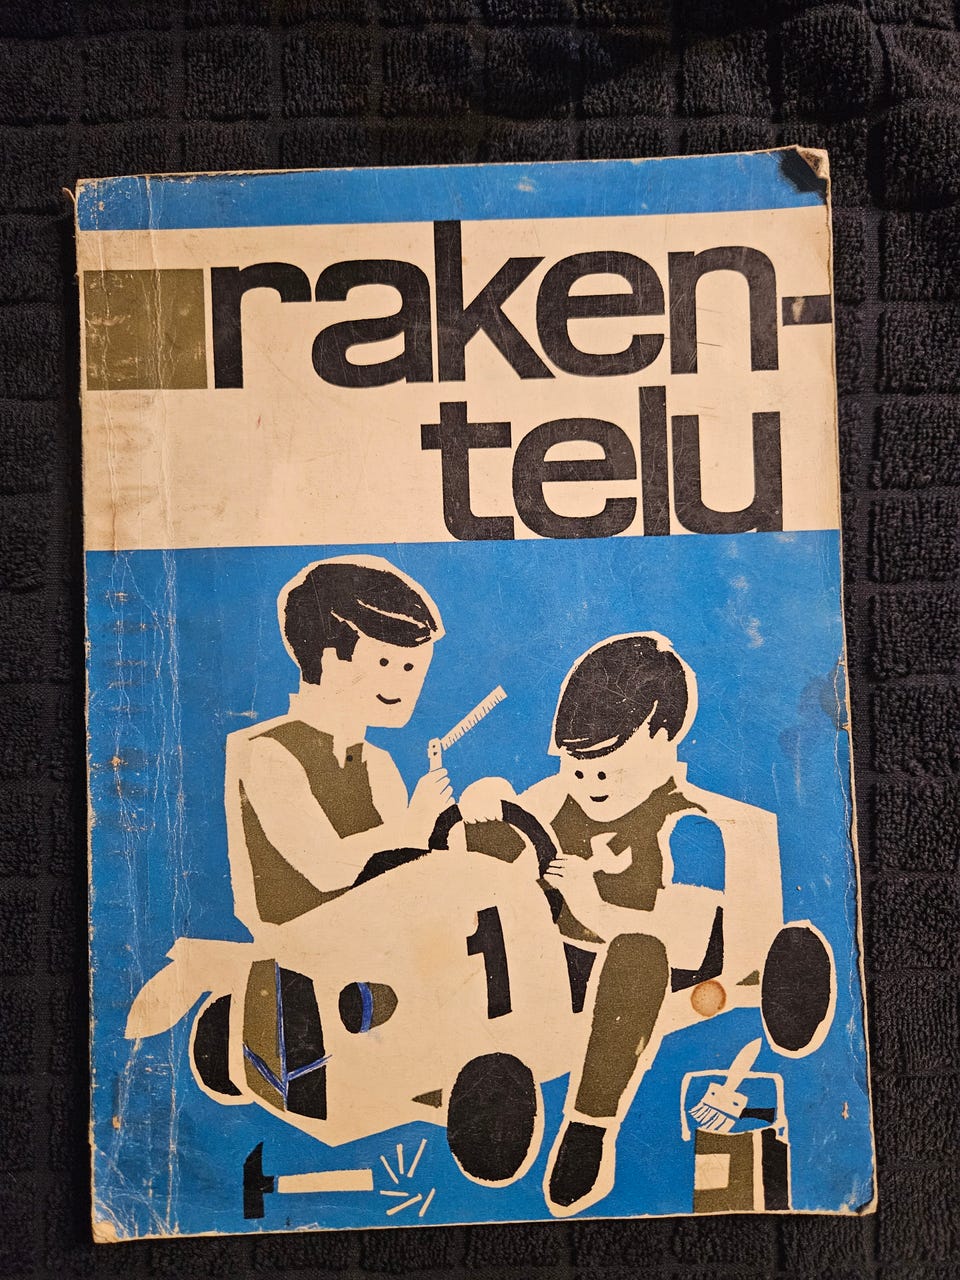 raken-
telu
1